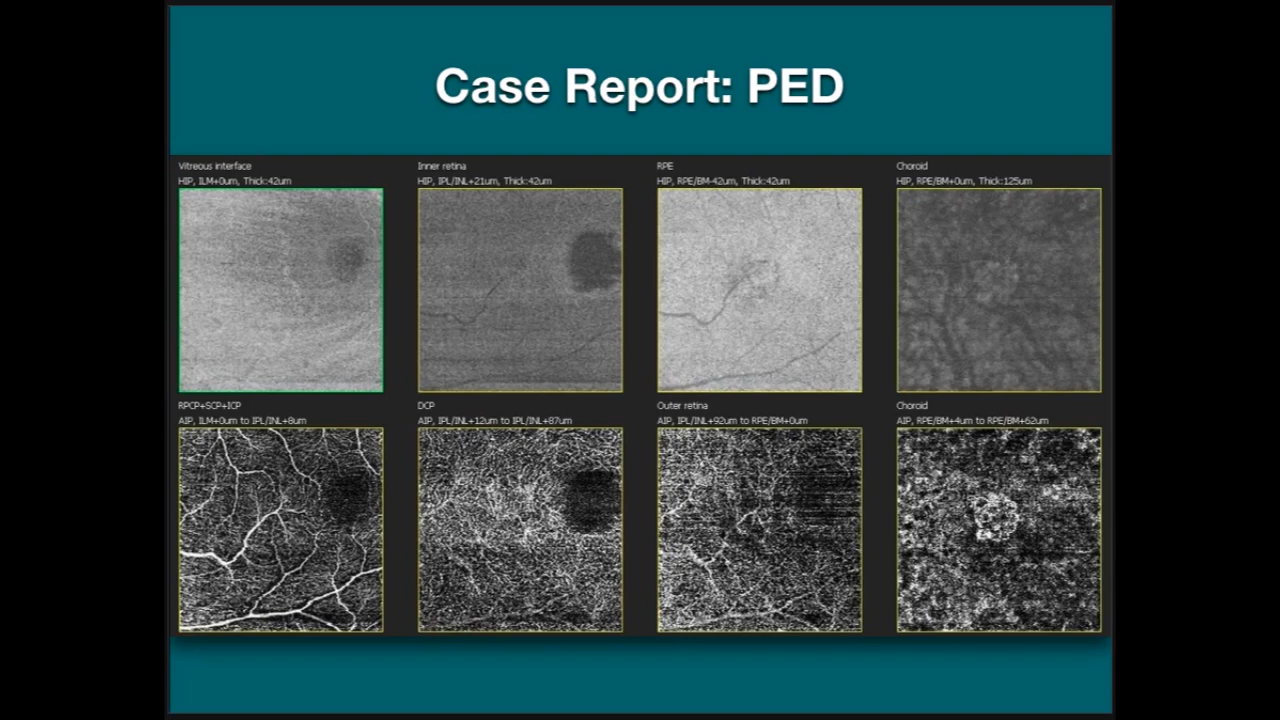 Case Report: PED
Vitreous interface
HIP, ILM+0um, Thick:42um
Inner retina
HIP, IPL/INL+21um, Thick:42um
RPE
HIP, RPE/BM-42um, Thick:42um
Choroid
HIP, RPE/BM+0um, Thick:125um
RPCP+SCP+ICP
AIP, ILM+0um to IPL/INL+8um
DCP
AIP, IPL/INL+12um to IPL/INL+87um
Outer retina
AIP, IPL/INL+92um to RPE/BM+0um
Choroid
AIP, RPE/BM+4um to RPE/BM+62um